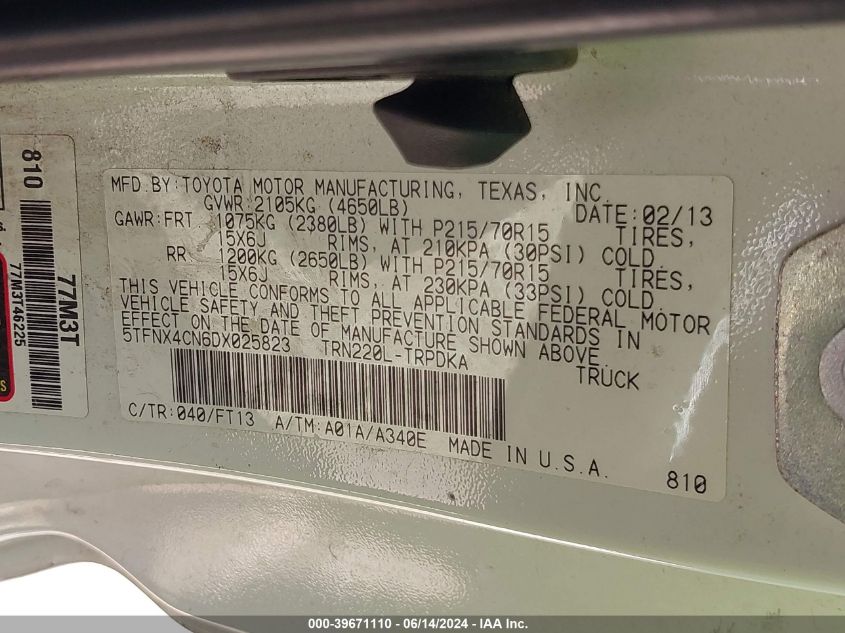 MFD.BY:TOYOTA MOTOR MANUFACTURING, TEXAS, INC.
GVWR:2105KG (4650LB) DATE:02/13
GAWR:FRT 1075KG (2380LB) WITH P215/70R15 TIRES,
15X6J RIMS, AT 210KPA (30PSI) COLD
RR 1200KG (2650LB) WITH P215/70R15 TIRES,
15X6J RIMS, AT 230KPA (33PSI) COLD
THIS VEHICLE CONFORMS TO ALL APPLICABLE FEDERAL MOTOR
VEHICLE SAFETY AND THEFT PREVENTION STANDARDS IN
EFFECT ON THE DATE OF MANUFACTURE SHOWN ABOVE.
5TFNX4CN6DX025823 TRN220L-TRPDKA
TRUCK
C/TR:040/FT13 A/TM:A01A/A340E MADE IN U.S.A.
810
810
77M3T
77M3T46225
000-39671110 - 06/14/2024 - IAA Inc.